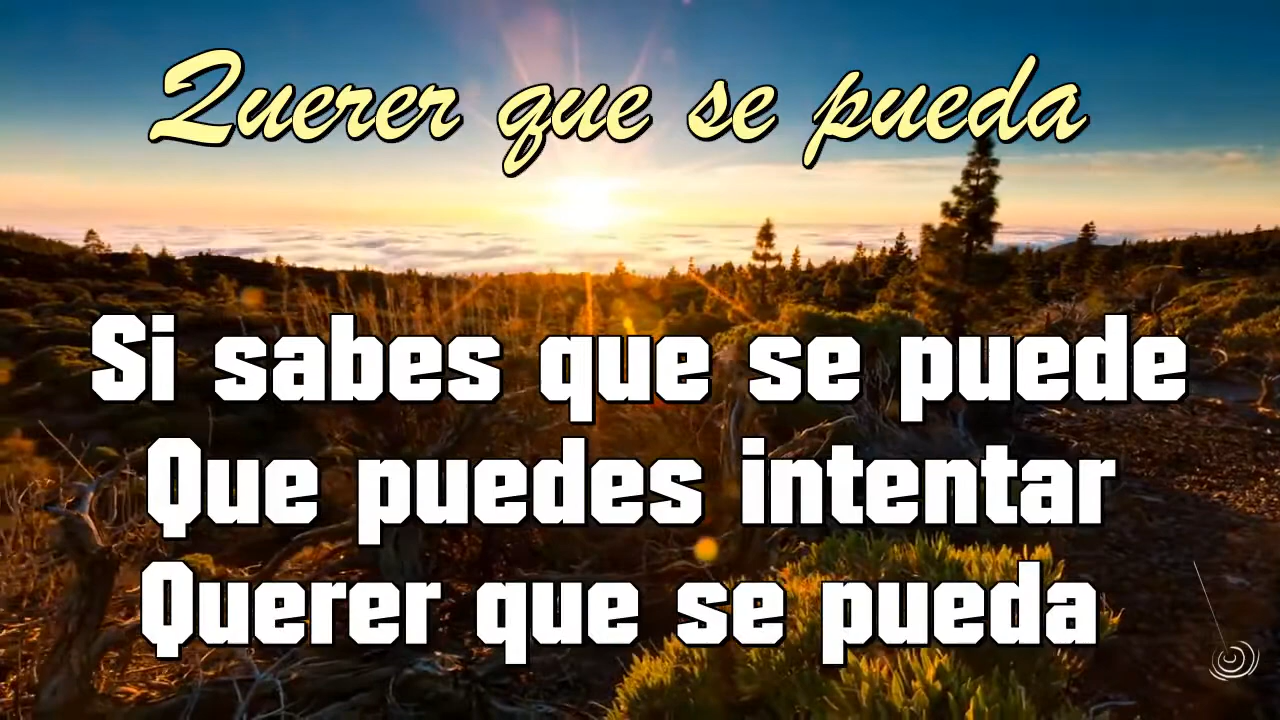 Querer que se pueda
Si sabes que se puede
Que puedes intentar
Querer que se pueda